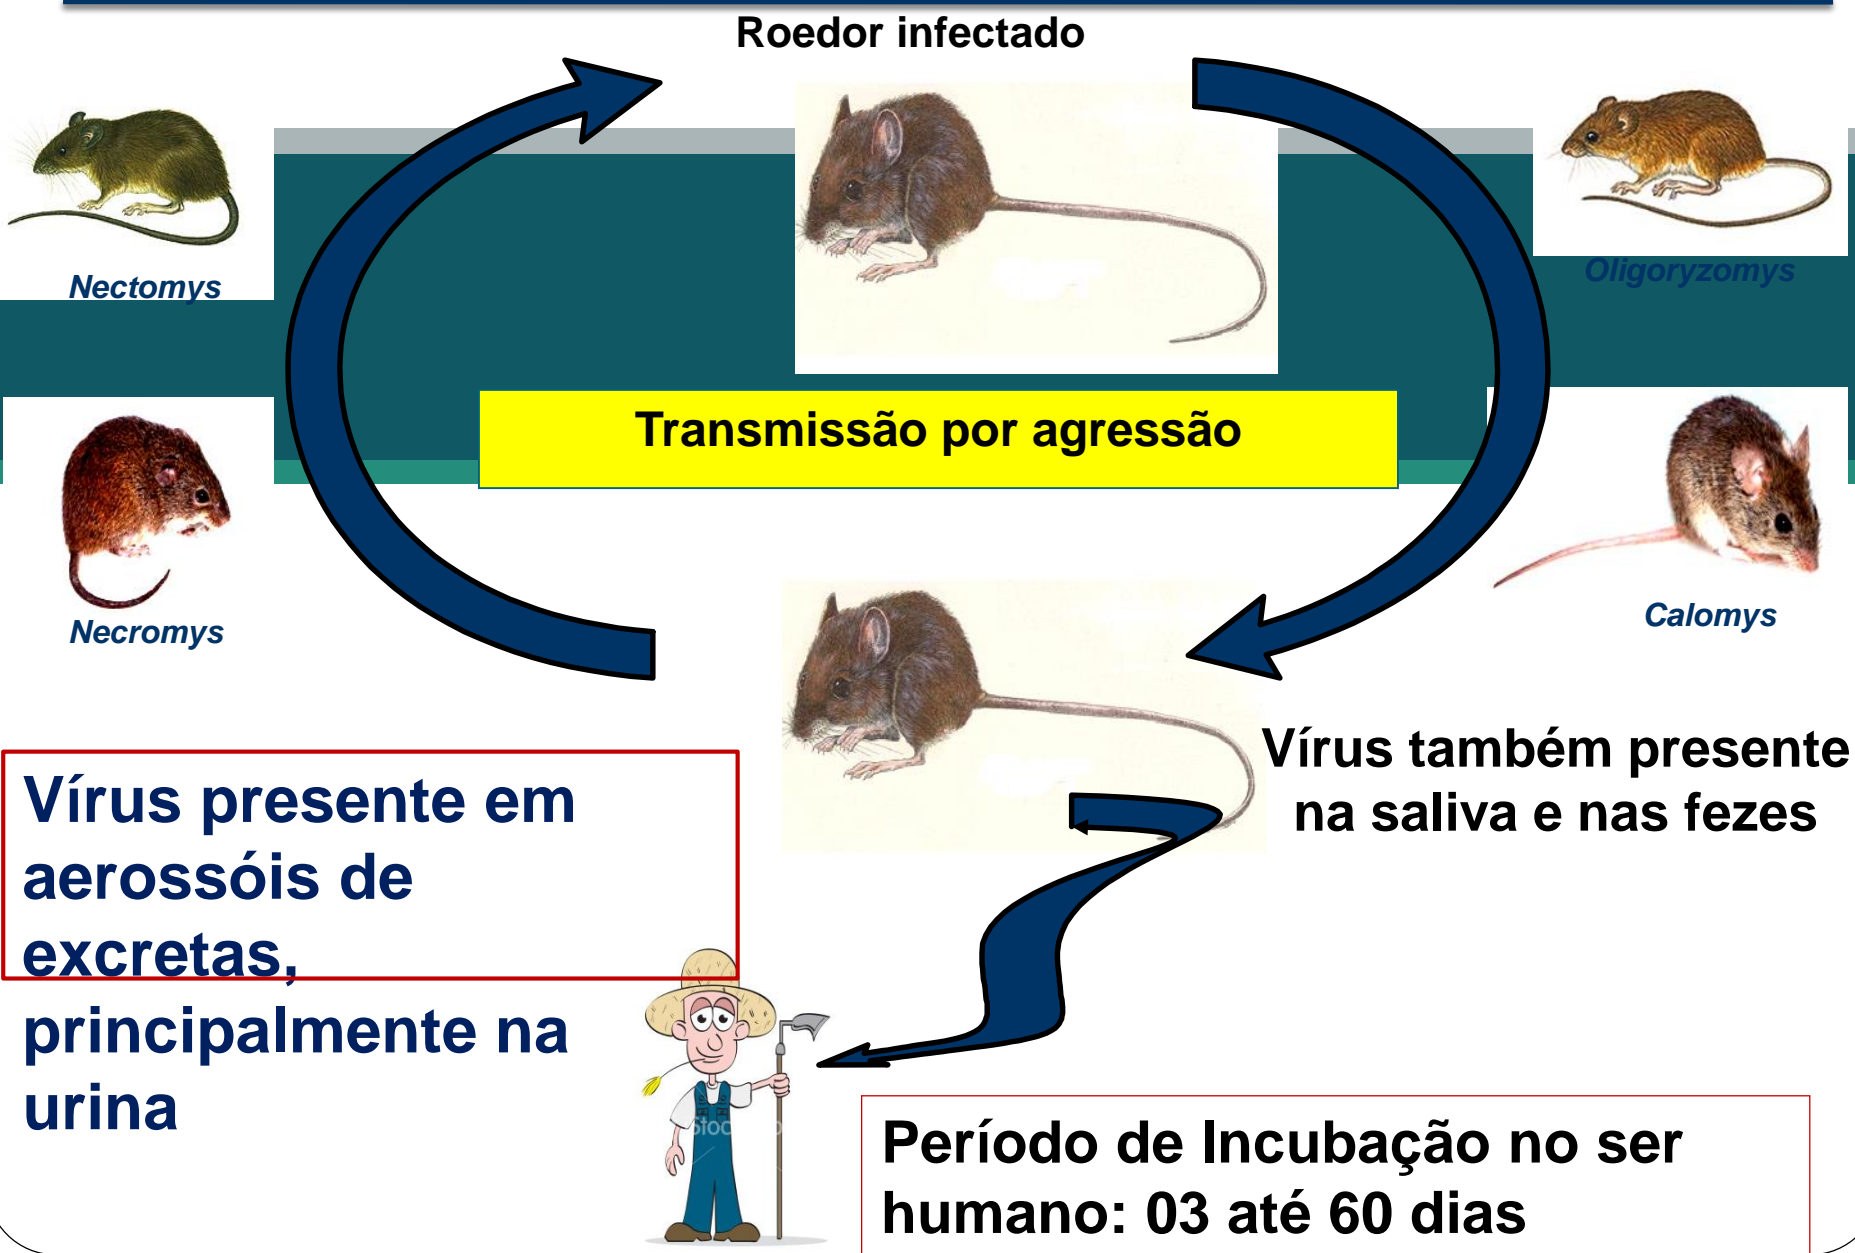 Roedor infectado
Nectomys
Oligoryzomys
Transmissão por agressão
Necromys
Calomys
Vírus também presente
na saliva e nas fezes
Vírus presente em
aerossóis de
excretas,
principalmente na
urina
Período de Incubação no ser
humano: 03 até 60 dias